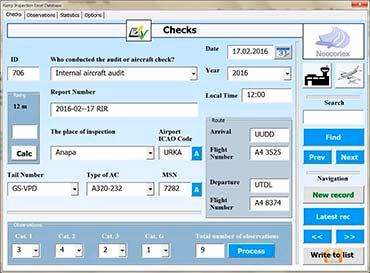 Ramp Inspection Excel Database
Checks Observations Statistics Options
Checks
Neocortex
Date 17.02.2016
ID Who conducted the audit or aircraft check?
706 Internal aircraft audit
Year 2016
Report Number
2016-02--17 RIR
Local Time 12:00
Rating
12 m
Calc
The place of inspection Airport ICAO Code
Anapa URKA A
Tail Number Type of AC MSN
GS-VPD A320-232 7282 A
Route
Arrival UUDD
Flight Number A4 3525
Departure UTDL
Flight Number A4 8374
Search
Find
Prev Next
Navigation
New record
Latest rec
<< >>
Write to list
Observations
Cat. 1 Cat. 2 Cat. 3 Cat. G Total number of observations
3 4 2 1 9 Process